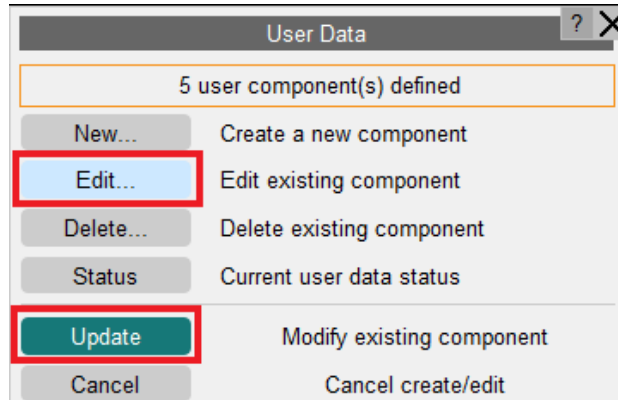 User Data ?
5 user component(s) defined
New... Create a new component
Edit... Edit existing component
Delete... Delete existing component
Status Current user data status
Update Modify existing component
Cancel Cancel create/edit